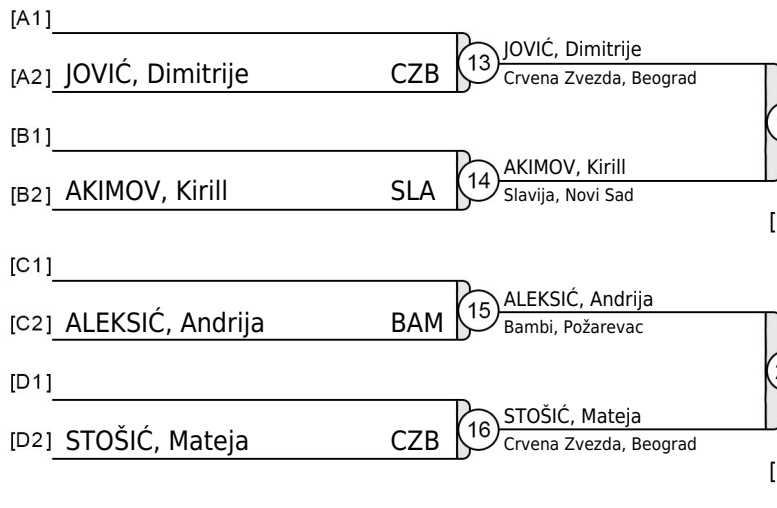 [A1]
[A2] JOVIĆ, Dimitrije CZB
13
JOVIĆ, Dimitrije
Crvena Zvezda, Beograd
[B1]
[B2] AKIMOV, Kirill SLA
14
AKIMOV, Kirill
Slavija, Novi Sad
[
[C1]
[C2] ALEKSIĆ, Andrija BAM
15
ALEKSIĆ, Andrija
Bambi, Požarevac
[D1]
[D2] STOŠIĆ, Mateja CZB
16
STOŠIĆ, Mateja
Crvena Zvezda, Beograd
[